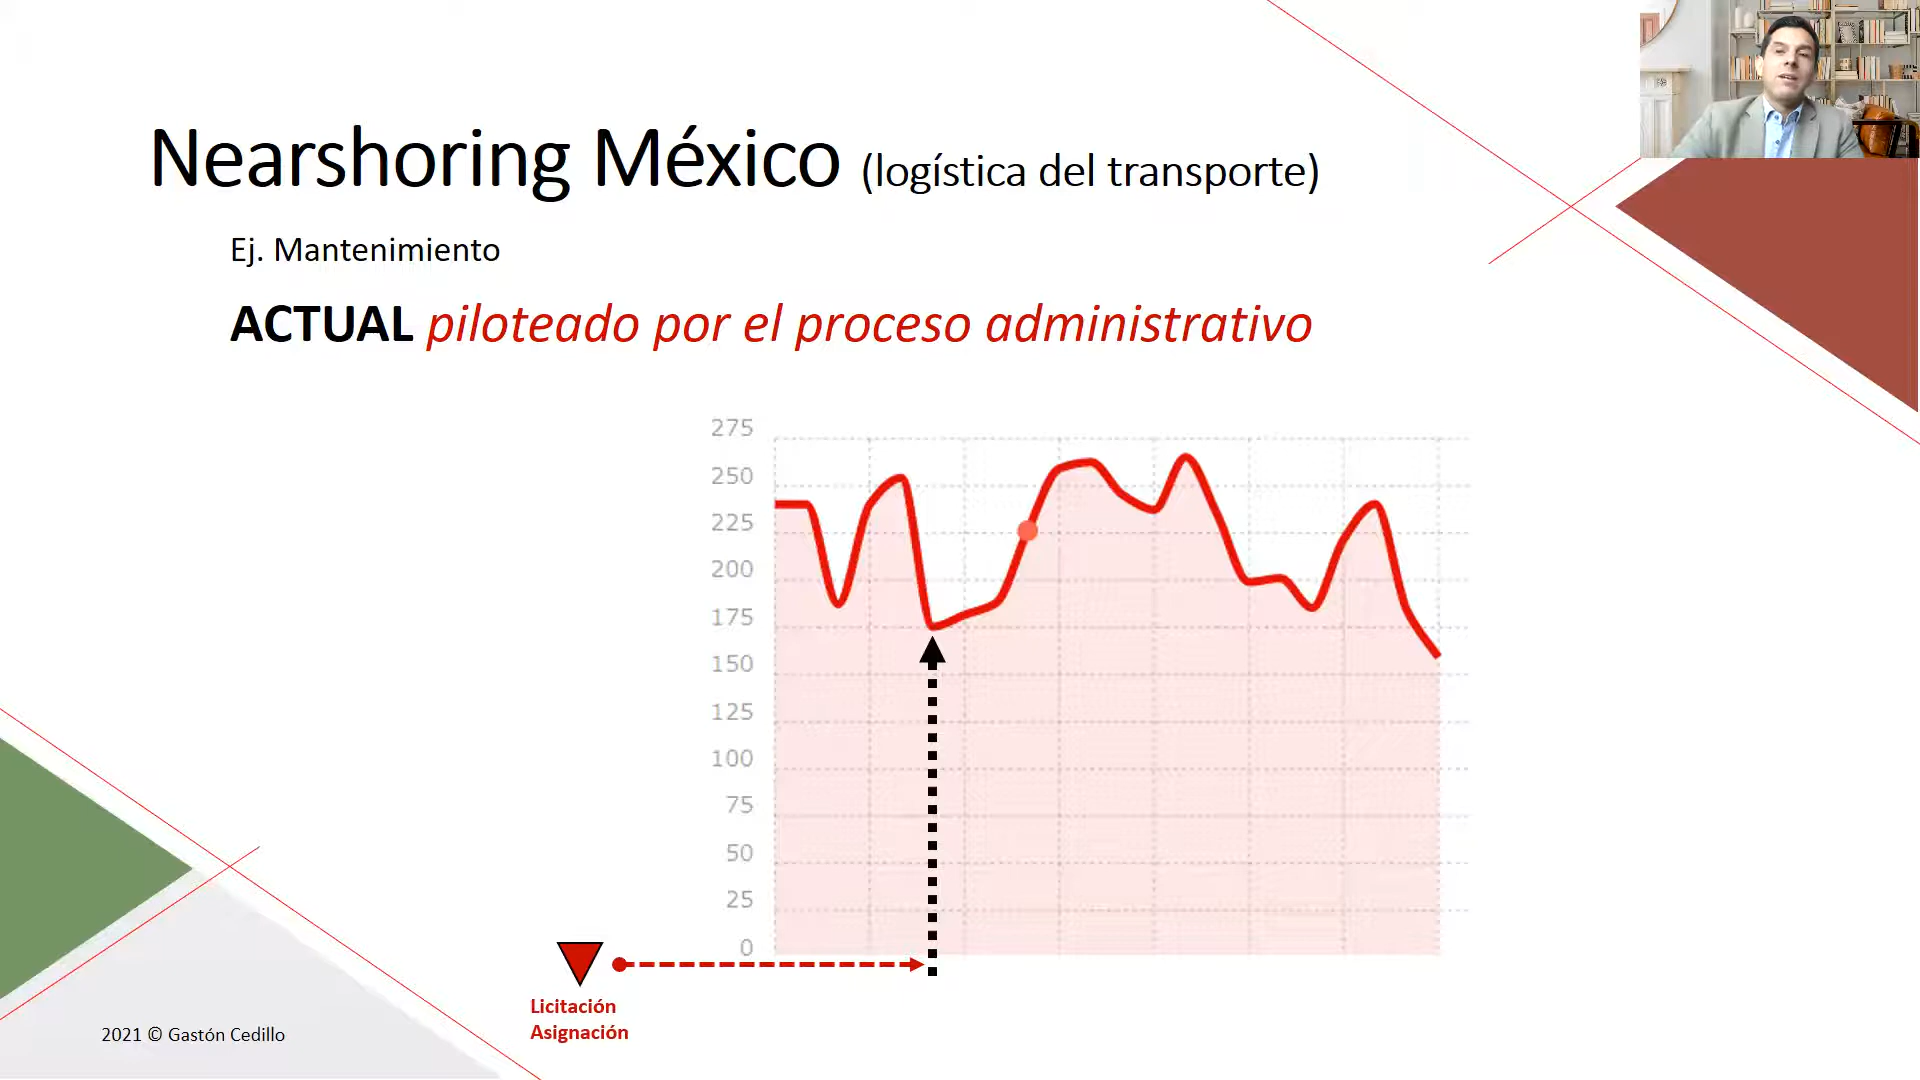 Nearshoring México (logística del transporte)
Ej. Mantenimiento
ACTUAL piloteado por el proceso administrativo
275
250
225
200
175
150
125
100
75
50
25
0
Licitación
Asignación
2021 © Gastón Cedillo